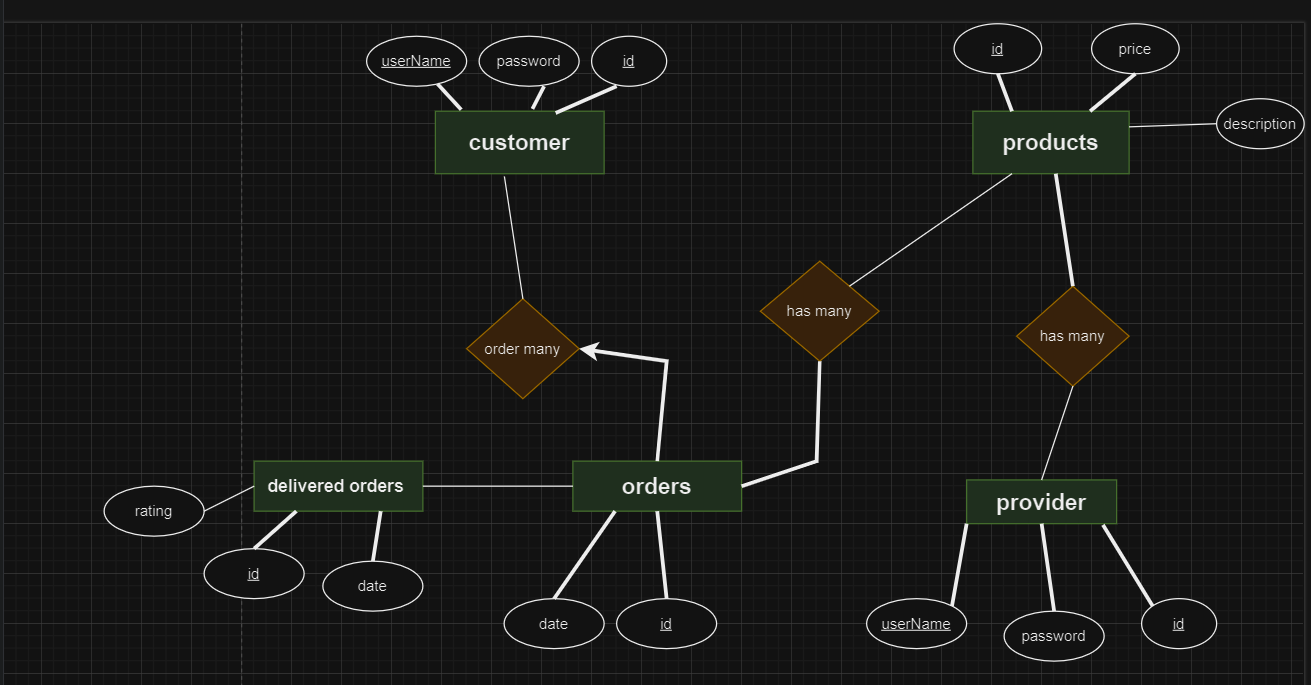 userName
password
id
id
price
description
customer
products
has many
has many
order many
delivered orders
orders
provider
rating
id
date
date
id
userName
password
id